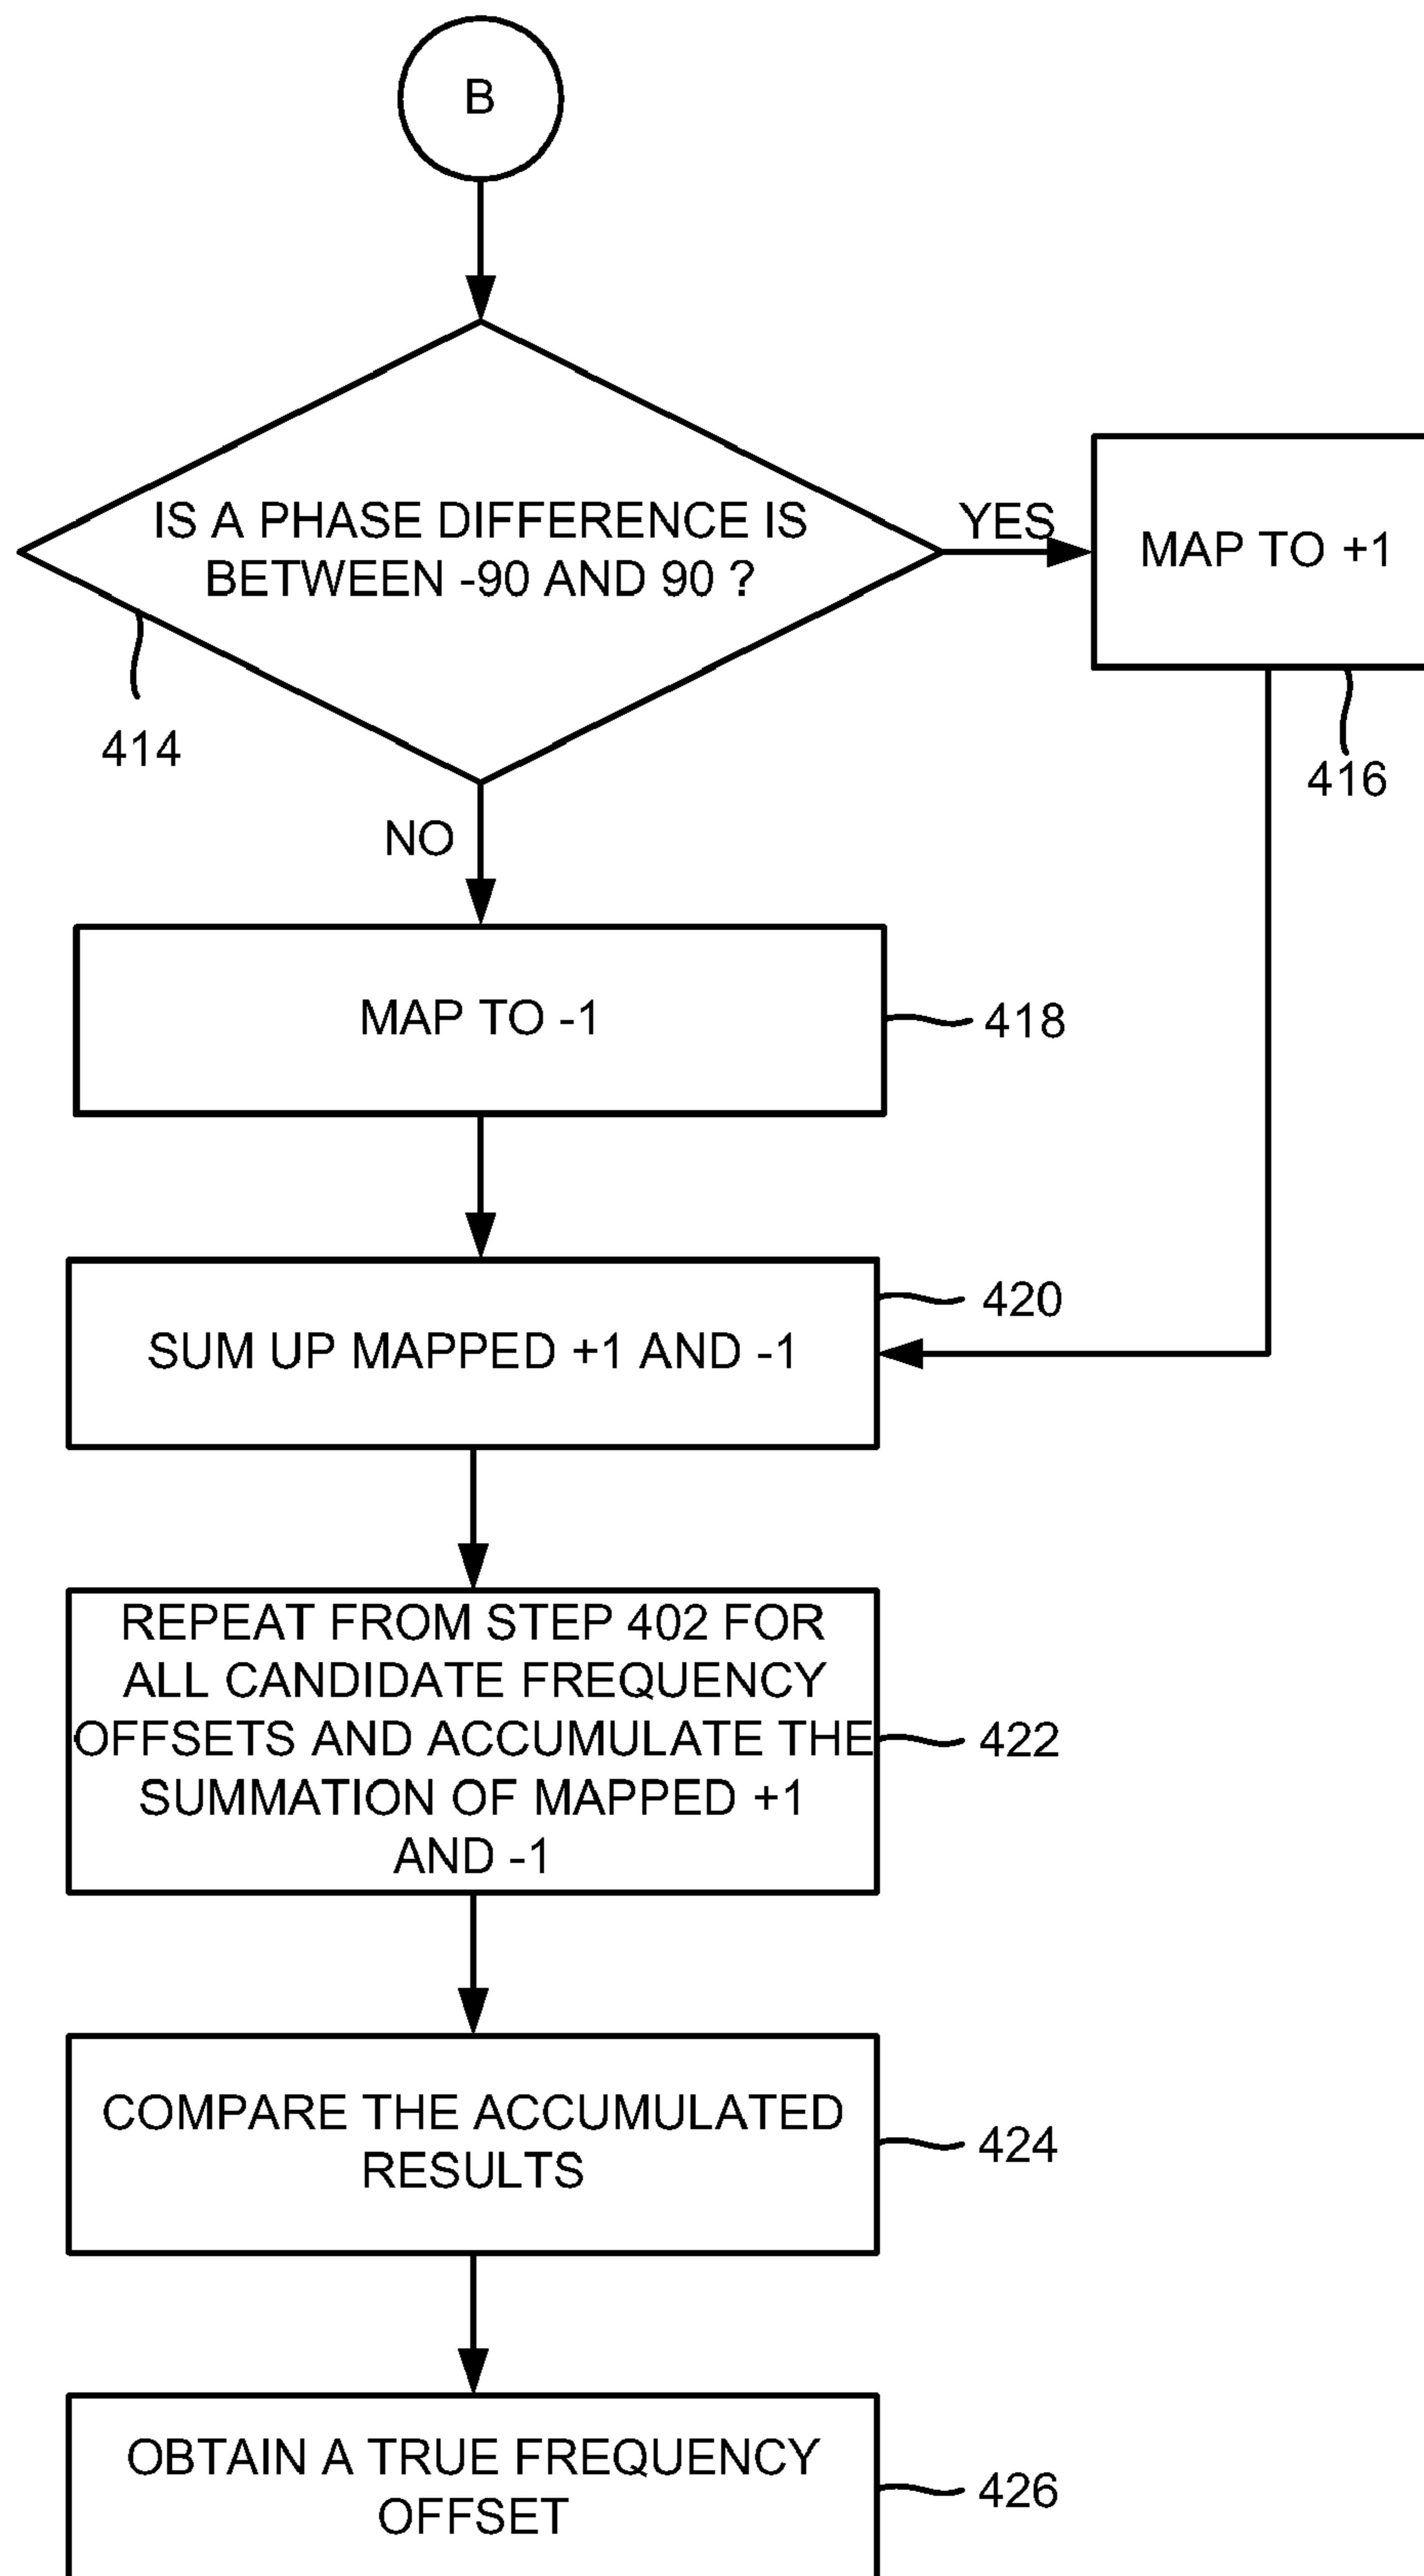 B
IS A PHASE DIFFERENCE IS
BETWEEN -90 AND 90 ?
YES
MAP TO +1
414
416
NO
MAP TO -1
418
420
SUM UP MAPPED +1 AND -1
REPEAT FROM STEP 402 FOR
ALL CANDIDATE FREQUENCY
OFFSETS AND ACCUMULATE THE
SUMMATION OF MAPPED +1
AND -1
422
COMPARE THE ACCUMULATED
RESULTS
424
OBTAIN A TRUE FREQUENCY
OFFSET
426